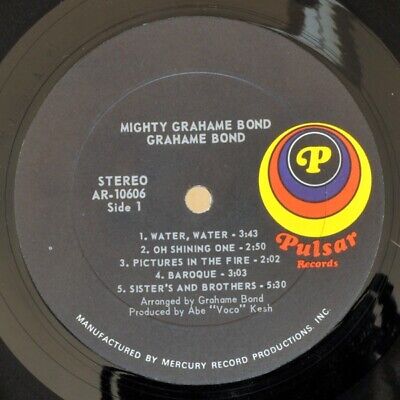 MIGHTY GRAHAME BOND
GRAHAME BOND
P
Pulsar
Records
STEREO
AR-10606
Side 1
1. WATER, WATER - 3:43
2. OH SHINING ONE - 2:50
3. PICTURES IN THE FIRE - 2:02
4. BAROQUE - 3:03
5. SISTER'S AND BROTHERS - 5:30
Arranged by Grahame Bond
Produced by Abe "Voco" Kesh
MANUFACTURED BY MERCURY RECORD PRODUCTIONS, INC.